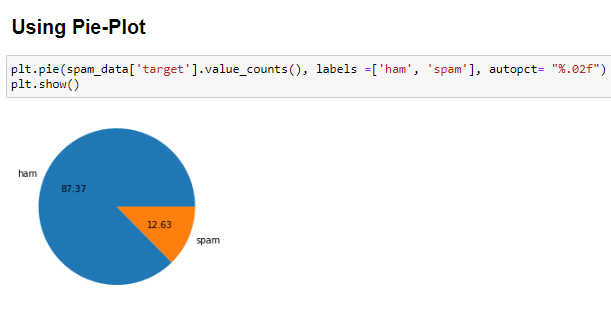 Using Pie-Plot
plt.pie(spam_data['target'].value_counts(), labels =['ham', 'spam'], autopct= "%.02f")
plt.show()
ham
87.37
12.63
spam